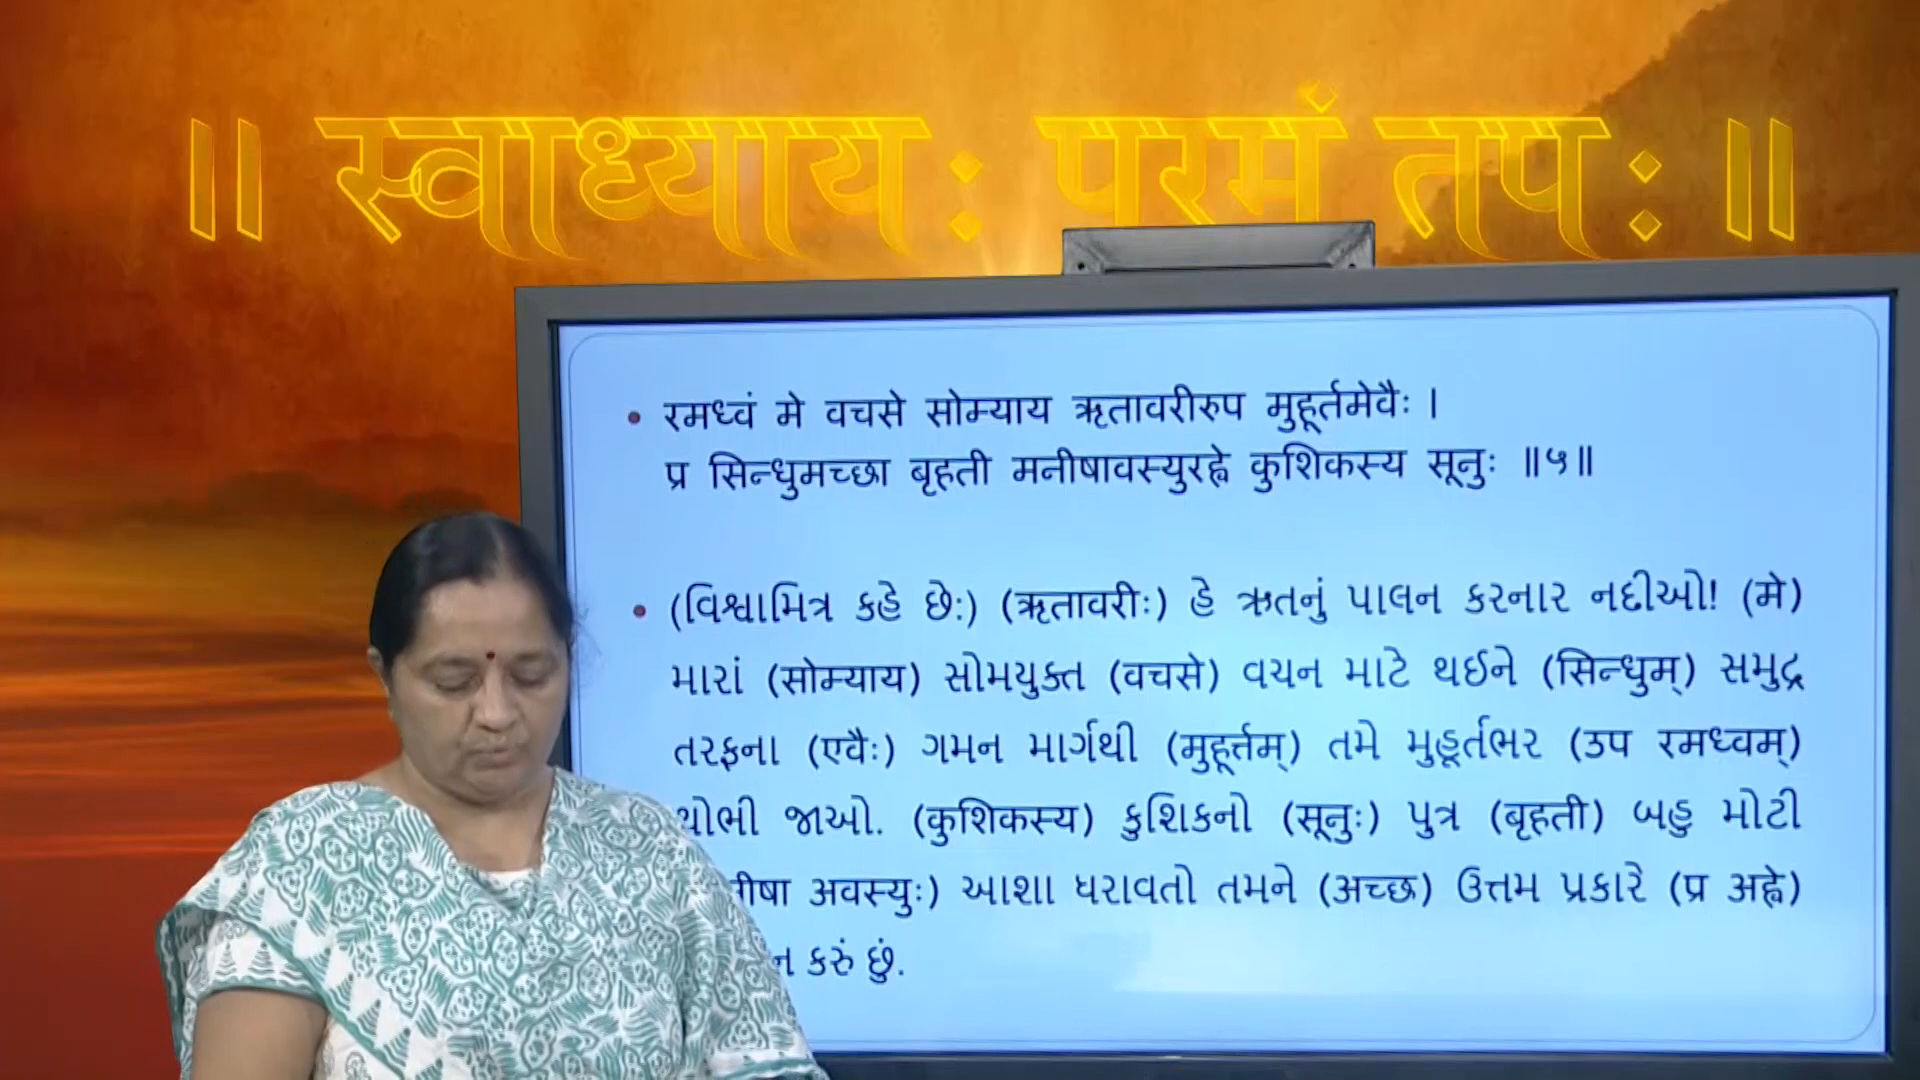 ॥ स्वाध्यायः परमं तपः ॥
• रमध्वं मे वचसे सोम्याय ऋतावरीरुप मुहूर्तमेवैः ।
प्र सिन्धुमच्छा बृहती मनीषावस्युरह्वे कुशिकस्य सूनुः ॥५॥
• (વિશ્વામિત્ર કહે છેઃ) (ऋतावरीः) હે ઋતનું પાલન કરનાર નદીઓ! (मे)
મારાં (सोम्याय) સોમયુક્ત (वचसे) વચન માટે થઈને (सिन्धुम्) સમુદ્ર
તરફના (एवैः) ગમન માર્ગથી (मुहूर्त्तम्) તમે મુહૂર્તભર (उप रमध्वम्)
થોભી જાઓ. (कुशिकस्य) કુશિકનો (सूनुः) પુત્ર (बृहती) બહુ મોટી
अवस्युः) આશા ધરાવતો તમને (अच्छ) ઉત્તમ પ્રકારે (प्र अह्वे)
કરું છું.